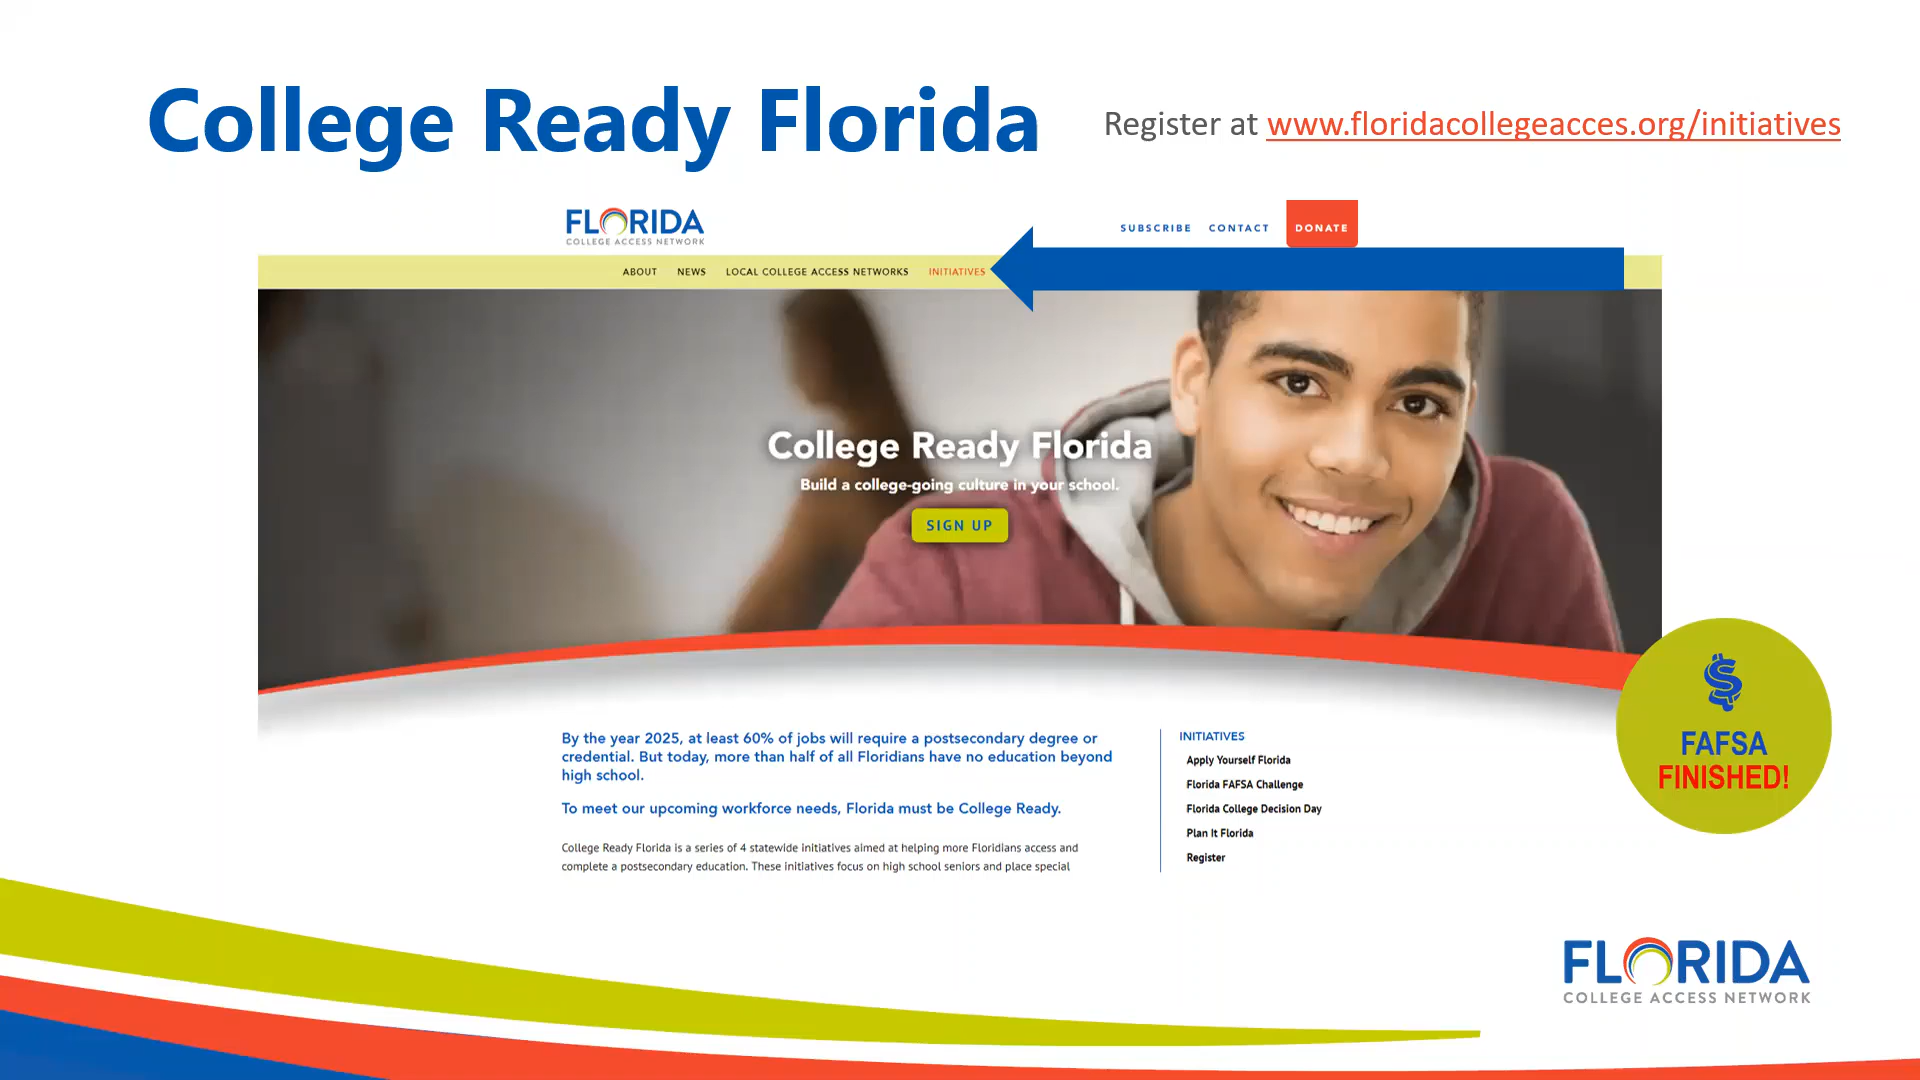 College Ready Florida
Register at www.floridacollegeacces.org/initiatives
FLORIDA
COLLEGE ACCESS NETWORK
SUBSCRIBE CONTACT DONATE
ABOUT NEWS LOCAL COLLEGE ACCESS NETWORKS INITIATIVES
College Ready Florida
Build a college-going culture in your school.
SIGN UP
By the year 2025, at least 60% of jobs will require a postsecondary degree or
credential. But today, more than half of all Floridians have no education beyond
high school.
To meet our upcoming workforce needs, Florida must be College Ready.
College Ready Florida is a series of 4 statewide initiatives aimed at helping more Floridians access and
complete a postsecondary education. These initiatives focus on high school seniors and place special
INITIATIVES
Apply Yourself Florida
Florida FAFSA Challenge
Florida College Decision Day
Plan It Florida
Register
$
FAFSA
FINISHED!
FLORIDA
COLLEGE ACCESS NETWORK